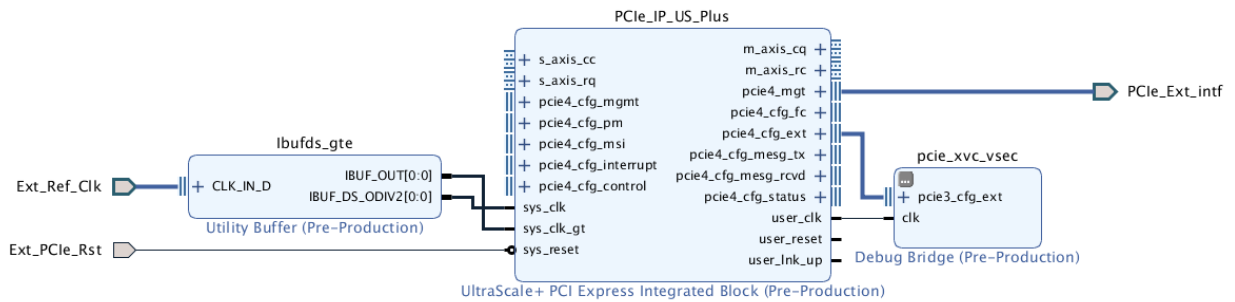 PCIe_IP_US_Plus
s_axis_cc
s_axis_rq
pcie4_cfg_mgmt
pcie4_cfg_pm
pcie4_cfg_msi
pcie4_cfg_interrupt
pcie4_cfg_control
sys_clk
sys_clk_gt
sys_reset
m_axis_cq
m_axis_rc
pcie4_mgt
pcie4_cfg_fc
pcie4_cfg_ext
pcie4_cfg_mesg_tx
pcie4_cfg_mesg_rcvd
pcie4_cfg_status
user_clk
user_reset
user_lnk_up
UltraScale+ PCI Express Integrated Block (Pre-Production)
Ibufds_gte
CLK_IN_D
IBUF_OUT[0:0]
IBUF_DS_ODIV2[0:0]
Utility Buffer (Pre-Production)
Ext_Ref_Clk
Ext_PCIe_Rst
PCIe_Ext_intf
pcie_xvc_vsec
pcie3_cfg_ext
clk
Debug Bridge (Pre-Production)